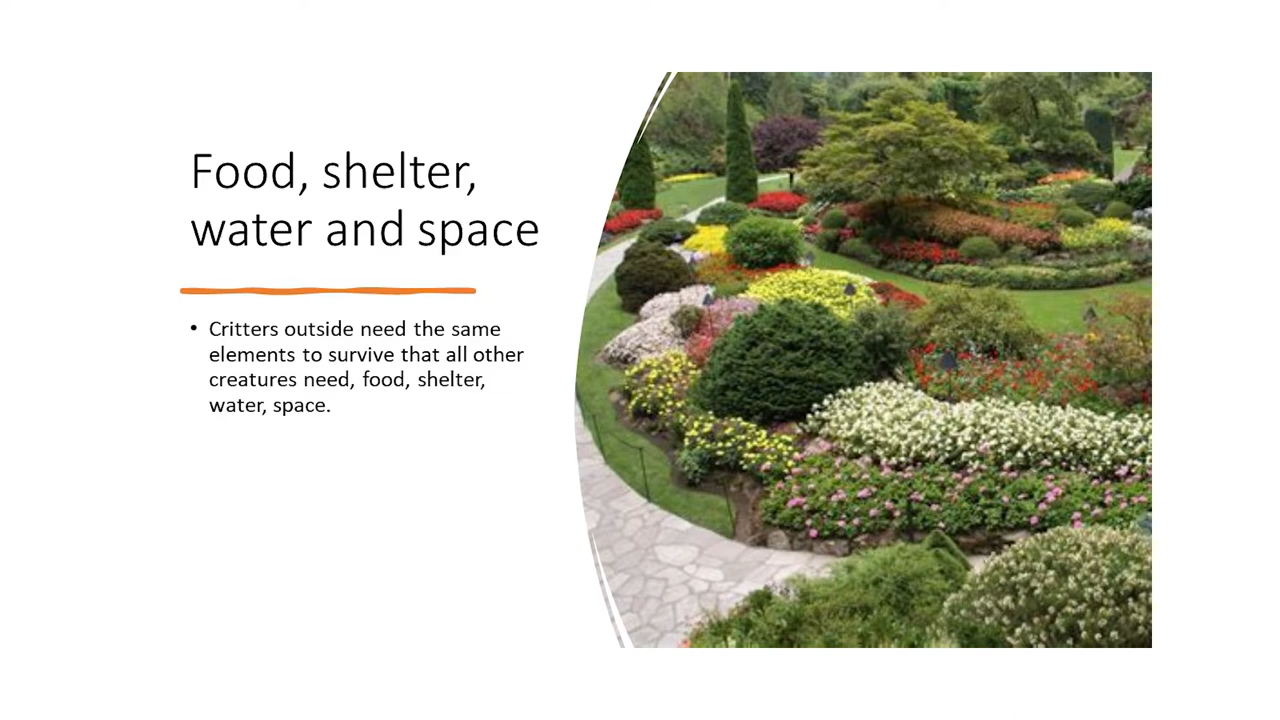 Food, shelter,
water and space
• Critters outside need the same
elements to survive that all other
creatures need, food, shelter,
water, space.